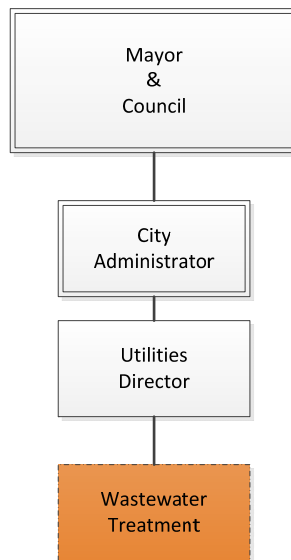 Mayor
&
Council
City
Administrator
Utilities
Director
Wastewater
Treatment